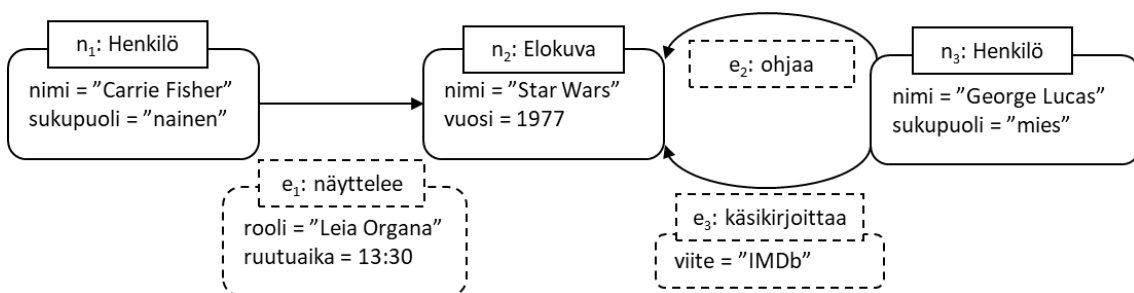 n₁: Henkilö
nimi = ”Carrie Fisher”
sukupuoli = ”nainen”
e₁: näyttelee
rooli = ”Leia Organa”
ruutuaika = 13:30
n₂: Elokuva
nimi = ”Star Wars”
vuosi = 1977
e₂: ohjaa
e₃: käsikirjoittaa
viite = ”IMDb”
n₃: Henkilö
nimi = ”George Lucas”
sukupuoli = ”mies”